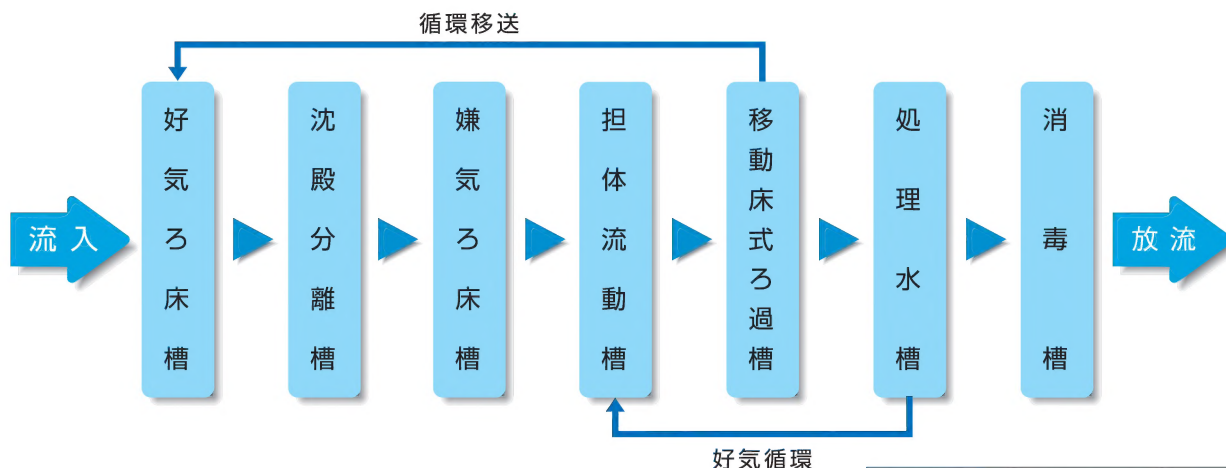 循環移送
流入
好気ろ床槽
沈殿分離槽
嫌気ろ床槽
担体流動槽
移動床式ろ過槽
処理水槽
消毒槽
放流
好気循環